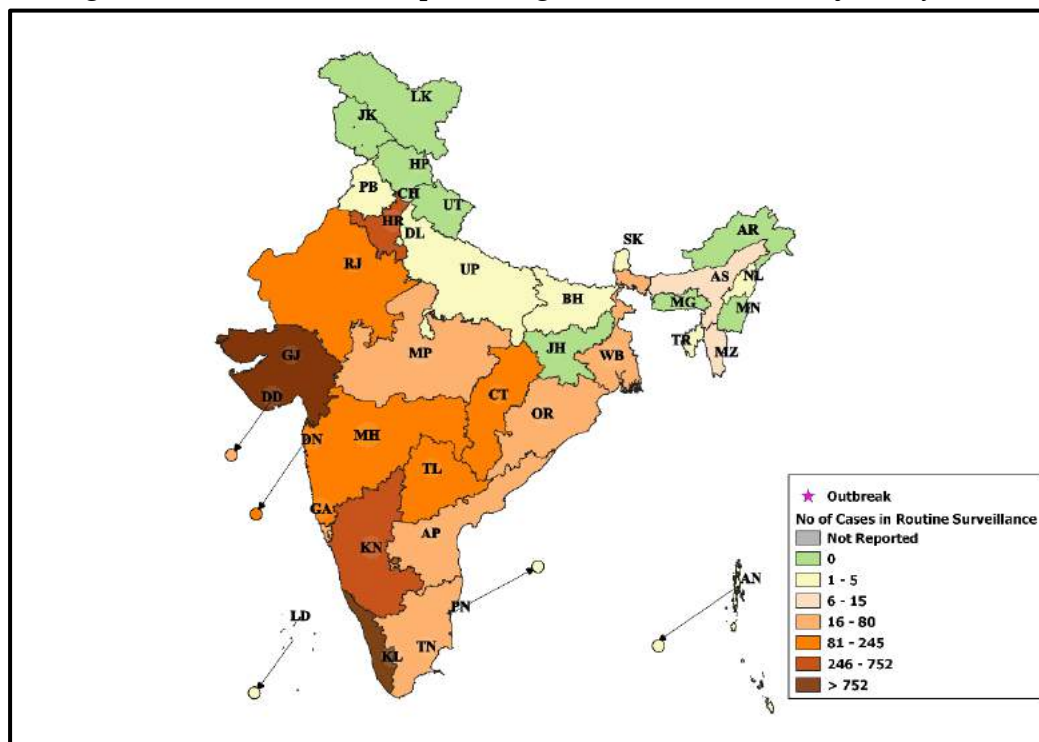 LK
JK
HP
PB
CH
UT
HR
DL
AR
SK
RJ
UP
AS
NL
BH
MG
MN
TR
JH
WB
MZ
GJ
MP
DD
CT
OR
DN
MH
TL
GA
KN
AP
PN
AN
LD
KL
TN
Outbreak
No of Cases in Routine Surveillance
Not Reported
0
1 - 5
6 - 15
16 - 80
81 - 245
246 - 752
> 752